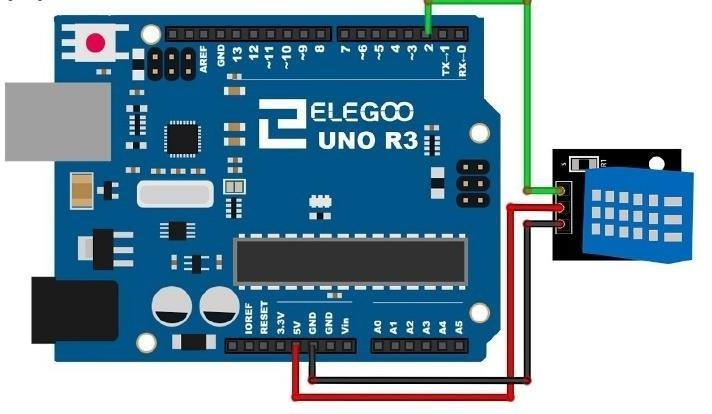 AREF
GND
13
12
~11
~10
~9
8
7
~6
~5
4
~3
2
TX→1
RX←0
ELEGOO
UNO R3
S
R1
IOREF
RESET
3.3V
5V
GND
GND
Vin
A0
A1
A2
A3
A4
A5